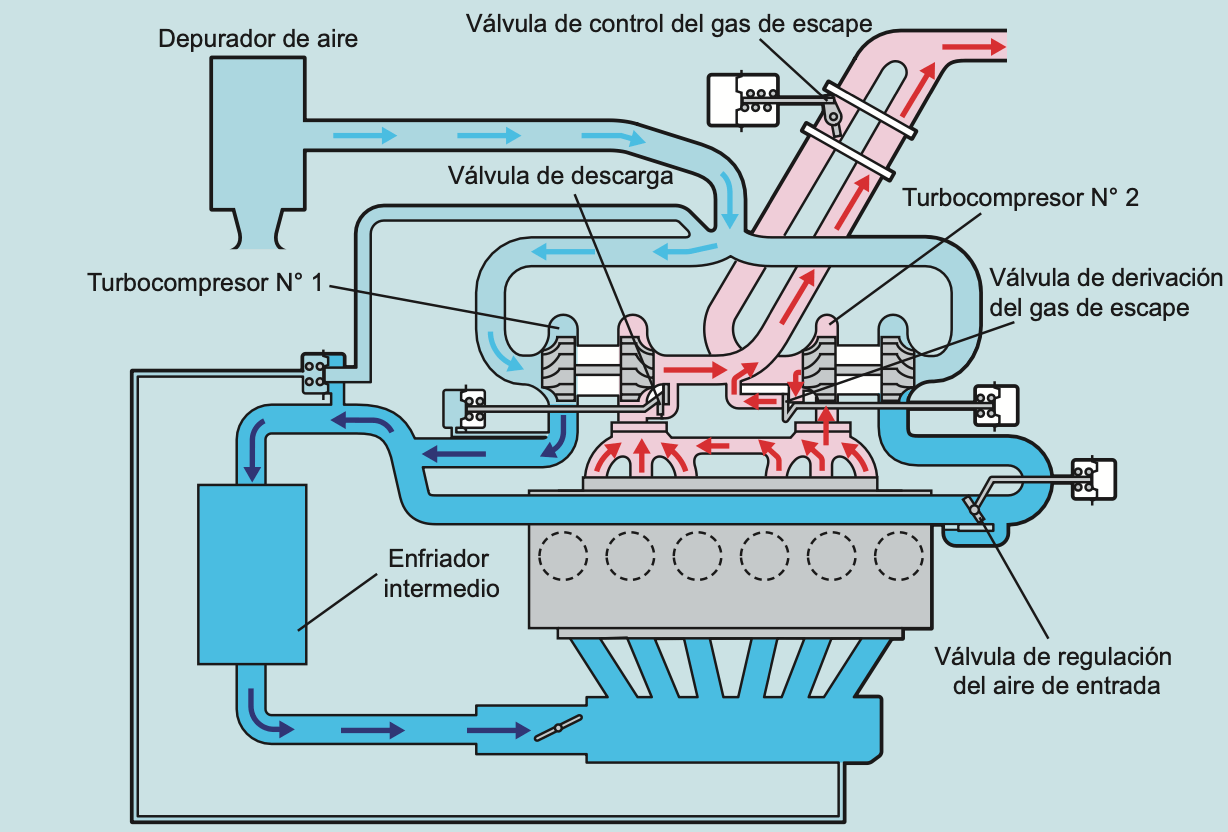 Válvula de control del gas de escape
Depurador de aire
Válvula de descarga
Turbocompresor N° 2
Turbocompresor N° 1
Válvula de derivación
del gas de escape
Enfriador
intermedio
Válvula de regulación
del aire de entrada